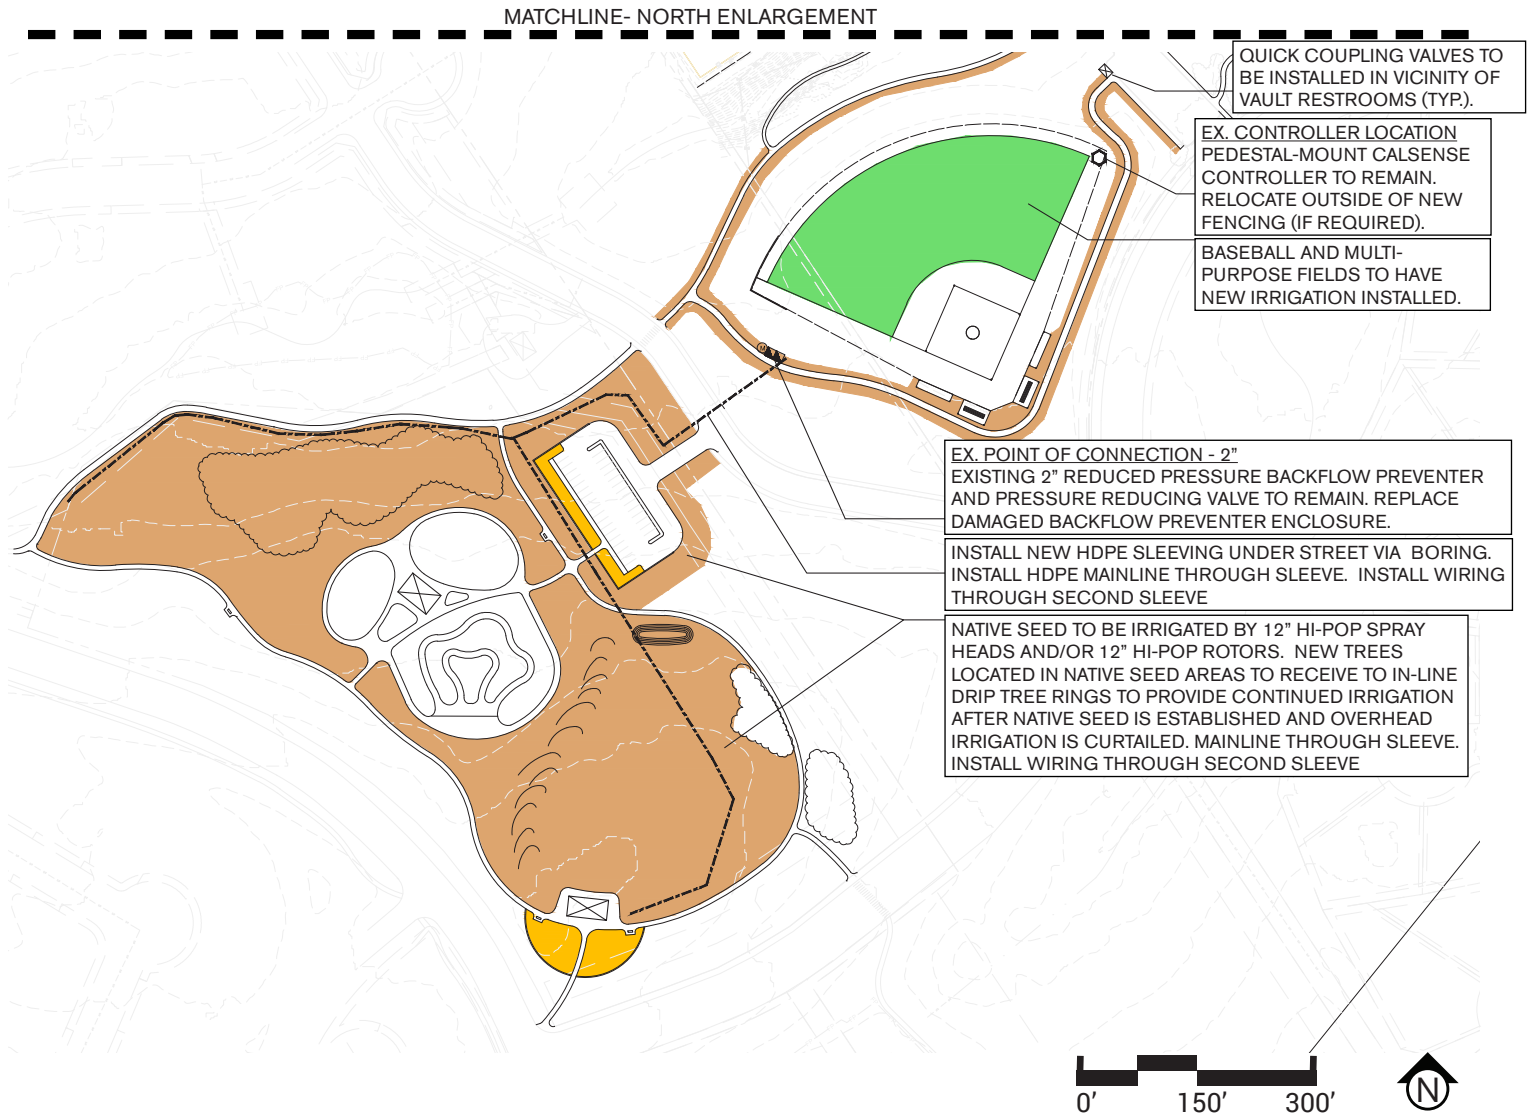 MATCHLINE- NORTH ENLARGEMENT
QUICK COUPLING VALVES TO
BE INSTALLED IN VICINITY OF
VAULT RESTROOMS (TYP.).
EX. CONTROLLER LOCATION
PEDESTAL-MOUNT CALSENSE
CONTROLLER TO REMAIN.
RELOCATE OUTSIDE OF NEW
FENCING (IF REQUIRED).
BASEBALL AND MULTI-
PURPOSE FIELDS TO HAVE
NEW IRRIGATION INSTALLED.
EX. POINT OF CONNECTION - 2”
EXISTING 2” REDUCED PRESSURE BACKFLOW PREVENTER
AND PRESSURE REDUCING VALVE TO REMAIN. REPLACE
DAMAGED BACKFLOW PREVENTER ENCLOSURE.
INSTALL NEW HDPE SLEEVING UNDER STREET VIA BORING.
INSTALL HDPE MAINLINE THROUGH SLEEVE. INSTALL WIRING
THROUGH SECOND SLEEVE
NATIVE SEED TO BE IRRIGATED BY 12” HI-POP SPRAY
HEADS AND/OR 12” HI-POP ROTORS. NEW TREES
LOCATED IN NATIVE SEED AREAS TO RECEIVE TO IN-LINE
DRIP TREE RINGS TO PROVIDE CONTINUED IRRIGATION
AFTER NATIVE SEED IS ESTABLISHED AND OVERHEAD
IRRIGATION IS CURTAILED. MAINLINE THROUGH SLEEVE.
INSTALL WIRING THROUGH SECOND SLEEVE
0’ 150’ 300’
N